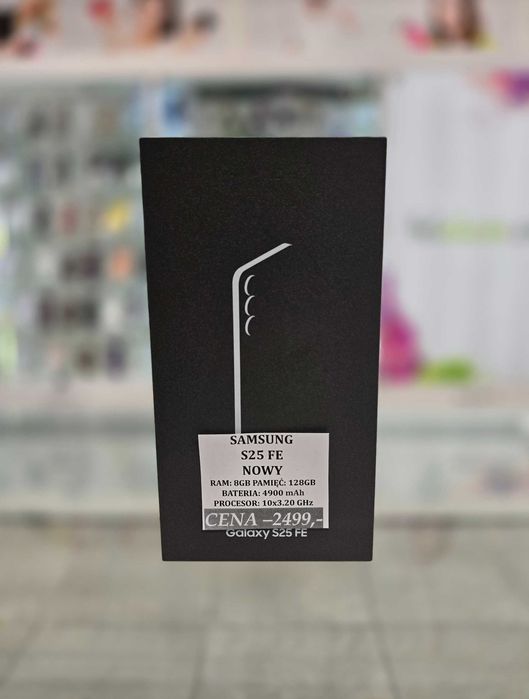 SAMSUNG
S25 FE
NOWY
RAM: 8GB PAMIĘĆ: 128GB
BATERIA: 4900 mAh
PROCESOR: 10x3.20 GHz
CENA –2499,-
Galaxy S25 FE